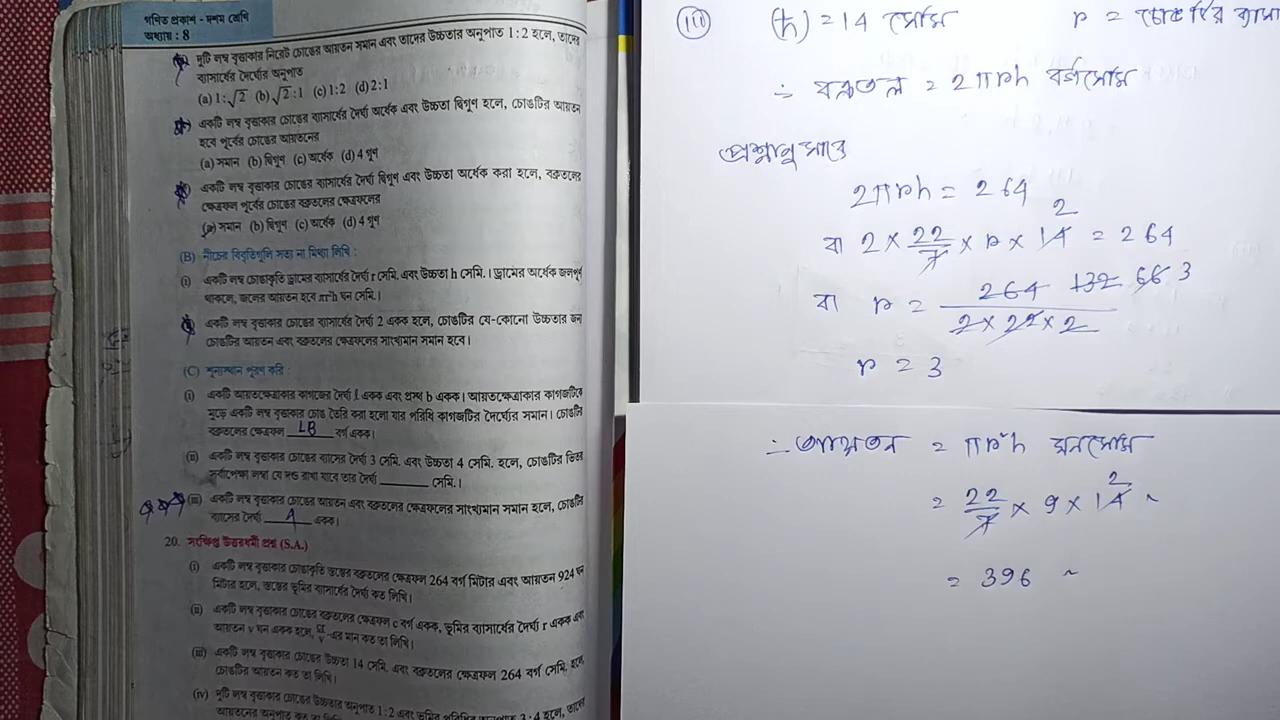 গণিত প্রকাশ - দশম শ্রেণি
অধ্যায় : 8
দুটি লম্ব বৃত্তাকার নিরেট চোঙের আয়তন সমান এবং তাদের উচ্চতার অনুপাত 1:2 হলে, তাদের
ব্যাসার্ধের দৈর্ঘ্যের অনুপাত
(a) 1:√2 (b) √2:1 (c) 1:2 (d) 2:1
একটি লম্ব বৃত্তাকার চোঙের ব্যাসার্ধের দৈর্ঘ্য অর্ধেক এবং উচ্চতা দ্বিগুণ হলে, চোঙটির আয়তন
হবে পূর্বের চোঙের আয়তনের
(a) সমান (b) দ্বিগুণ (c) অর্ধেক (d) 4 গুণ
একটি লম্ব বৃত্তাকার চোঙের ব্যাসার্ধের দৈর্ঘ্য দ্বিগুণ এবং উচ্চতা অর্ধেক করা হলে, বক্রতলের
ক্ষেত্রফল পূর্বের চোঙের বক্রতলের ক্ষেত্রফলের
(a) সমান (b) দ্বিগুণ (c) অর্ধেক (d) 4 গুণ
(B) নীচের বিবৃতিগুলি সত্য না মিথ্যা লিখি :
(i) একটি লম্ব চোঙাকৃতি ড্রামের ব্যাসার্ধের দৈর্ঘ্য r সেমি. এবং উচ্চতা h সেমি.। ড্রামের অর্ধেক জলপূর্ণ
থাকলে, জলের আয়তন হবে πr²h ঘন সেমি.।
একটি লম্ব বৃত্তাকার চোঙের ব্যাসার্ধের দৈর্ঘ্য 2 একক হলে, চোঙটির যে-কোনো উচ্চতার জন্য
চোঙটির আয়তন এবং বক্রতলের ক্ষেত্রফলের সাংখ্যমান সমান হবে।
(C) শূন্যস্থান পূরণ করি :
(i) একটি আয়তক্ষেত্রাকার কাগজের দৈর্ঘ্য l একক এবং প্রস্থ b একক। আয়তক্ষেত্রাকার কাগজটিকে
মুড়ে একটি লম্ব বৃত্তাকার চোঙ তৈরি করা হলো যার পরিধি কাগজটির দৈর্ঘ্যের সমান। চোঙটির
বক্রতলের ক্ষেত্রফল LB বর্গ একক।
(ii) একটি লম্ব বৃত্তাকার চোঙের ব্যাসের দৈর্ঘ্য 3 সেমি. এবং উচ্চতা 4 সেমি. হলে, চোঙটির ভিতর
সর্বাপেক্ষা লম্বা যে দন্ড রাখা যাবে তার দৈর্ঘ্য ______ সেমি.।
(iii) একটি লম্ব বৃত্তাকার চোঙের আয়তন এবং বক্রতলের ক্ষেত্রফলের সাংখ্যমান সমান হলে, চোঙটির
ব্যাসের দৈর্ঘ্য 4 একক।
20. সংক্ষিপ্ত উত্তরধর্মী প্রশ্ন (S.A.)
(i) একটি লম্ব বৃত্তাকার চোঙাকৃতি স্তম্ভের বক্রতলের ক্ষেত্রফল 264 বর্গ মিটার এবং আয়তন 924 ঘন
মিটার হলে, স্তম্ভের ভূমির ব্যাসার্ধের দৈর্ঘ্য কত লিখি।
(ii) একটি লম্ব বৃত্তাকার চোঙের বক্রতলের ক্ষেত্রফল c বর্গ একক, ভূমির ব্যাসার্ধের দৈর্ঘ্য r একক এবং
আয়তন v ঘন একক হলে, cr/v -এর মান কত তা লিখি।
(iii) একটি লম্ব বৃত্তাকার চোঙের উচ্চতা 14 সেমি. এবং বক্রতলের ক্ষেত্রফল 264 বর্গ সেমি. হলে,
চোঙটির আয়তন কত তা লিখি।
(iv) দুটি লম্ব বৃত্তাকার চোঙের উচ্চতার অনুপাত 1:2 এবং ভূমির পরিধির অনুপাত 3:4 হলে, তাদের
আয়তনের অনুপাত কত তা লিখি।
(iii) (h) = 14 সেমি r =
∴ বক্রতল = 2πrh বর্গসেমি
প্রশ্নানুসারে
2πrh = 264
বা 2 × 22/7 × r × 14 2 = 264
বা r = 264 132 66 3 / 2 × 22 × 2
r = 3
∴ আয়তন = πr²h ঘনসেমি
= 22/7 × 9 × 14 2 ~
= 396 ~